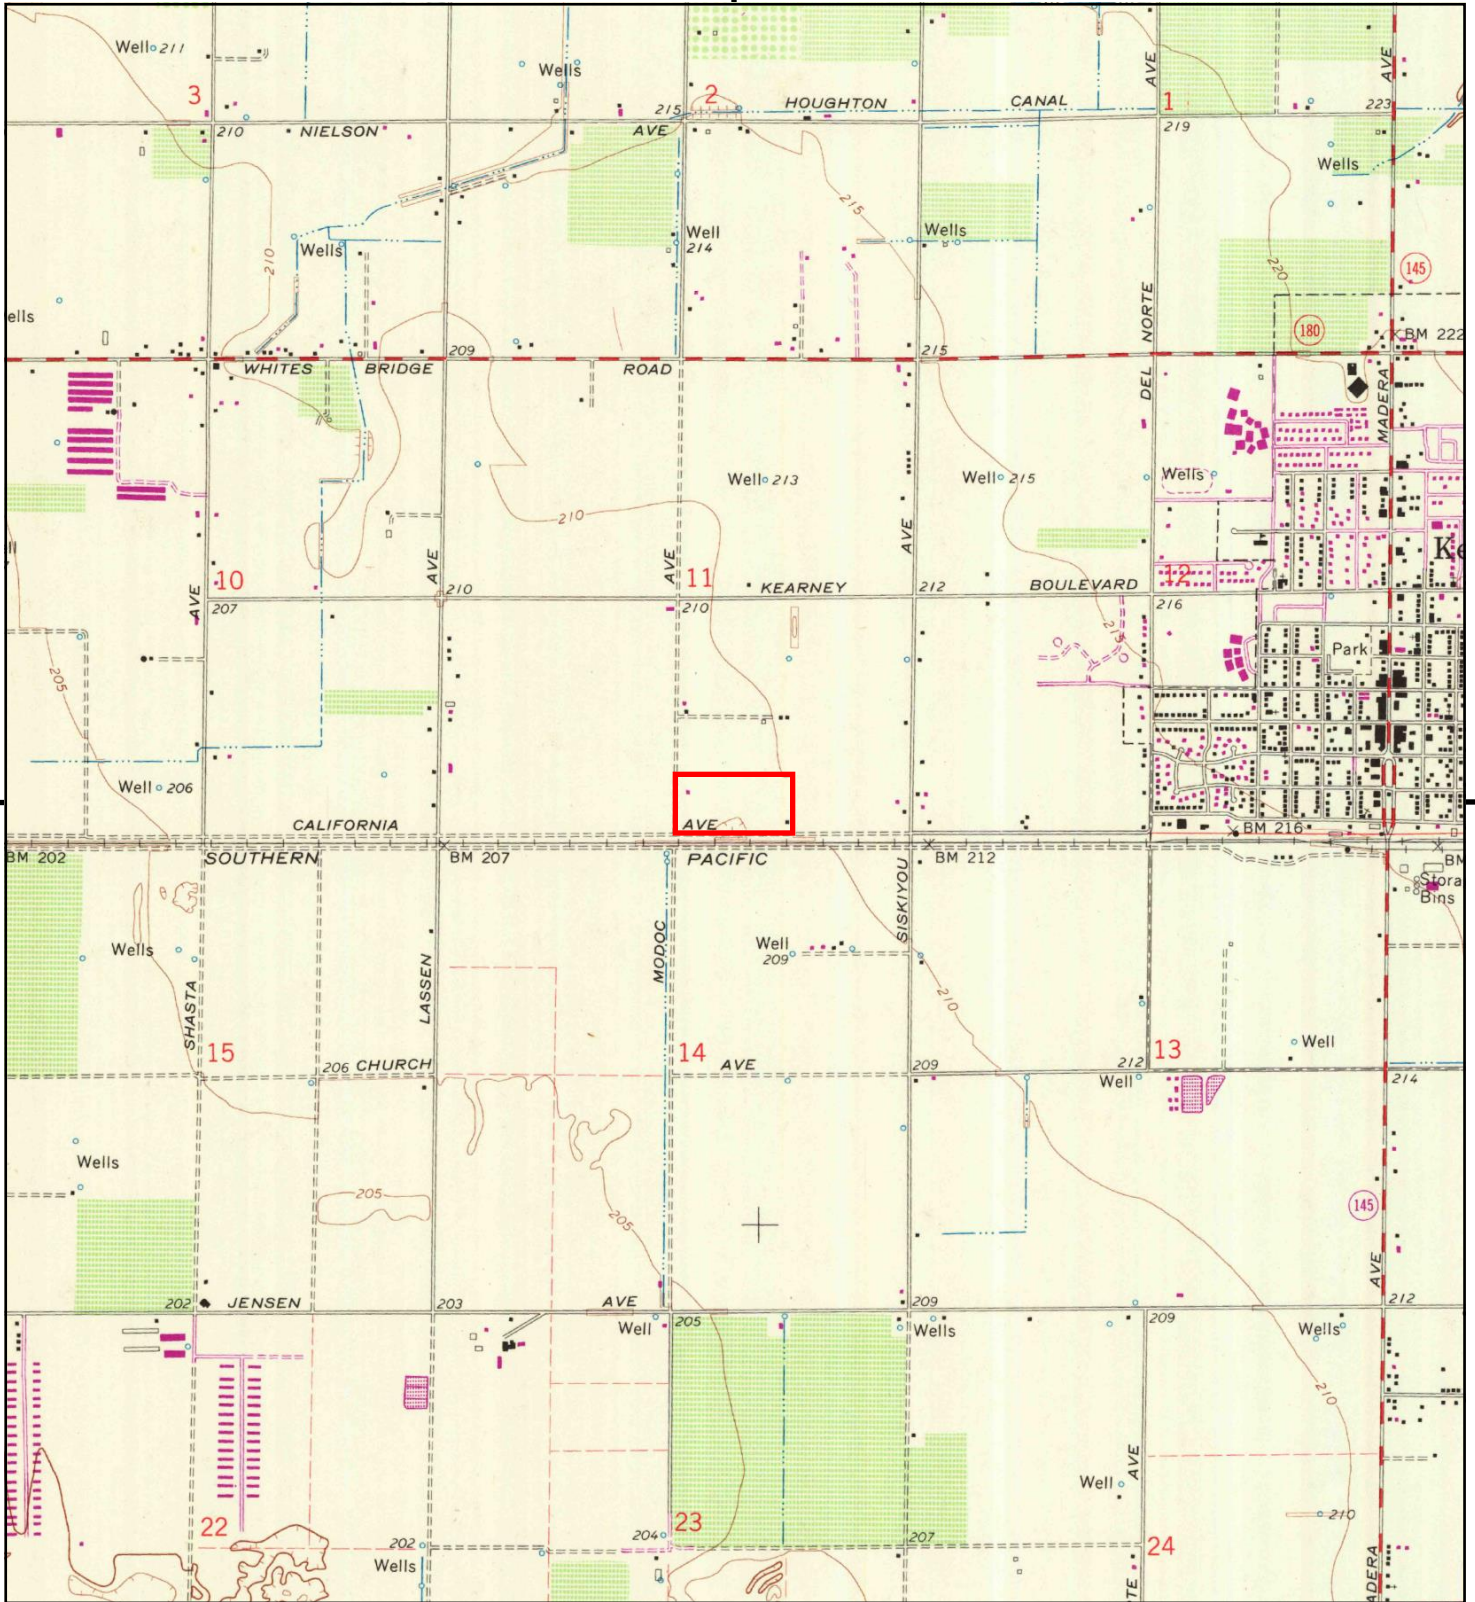 Well 211
Wells
AVE
AVE
3
2
1
215
HOUGHTON
CANAL
223
210
NIELSON
AVE
219
Wells
215
Well
214
Wells
Wells
210
220
145
ells
DEL NORTE
180
BM 222
209
215
WHITES
BRIDGE
ROAD
MADERA
Well 213
Well 215
Wells
210
AVE
AVE
AVE
AVE
Ke
10
11
12
210
KEARNEY
212
BOULEVARD
207
210
216
215
Park
205
Well 206
CALIFORNIA
AVE
BM 216
BM 202
SOUTHERN
BM 207
PACIFIC
BM 212
BM
Stora
Bins
SISKIYOU
Wells
MODOC
Well
209
LASSEN
SHASTA
210
15
14
13
Well
206
CHURCH
AVE
209
212
Well
214
Wells
205
205
145
AVE
202
JENSEN
203
AVE
209
212
205
209
Well
Wells
Wells
210
AVE
Well
22
23
24
210
202
204
207
Wells
TE
ADERA